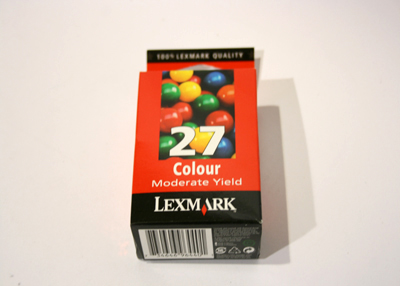 100% LEXMARK QUALITY
27
Colour
Moderate Yield
LEXMARK